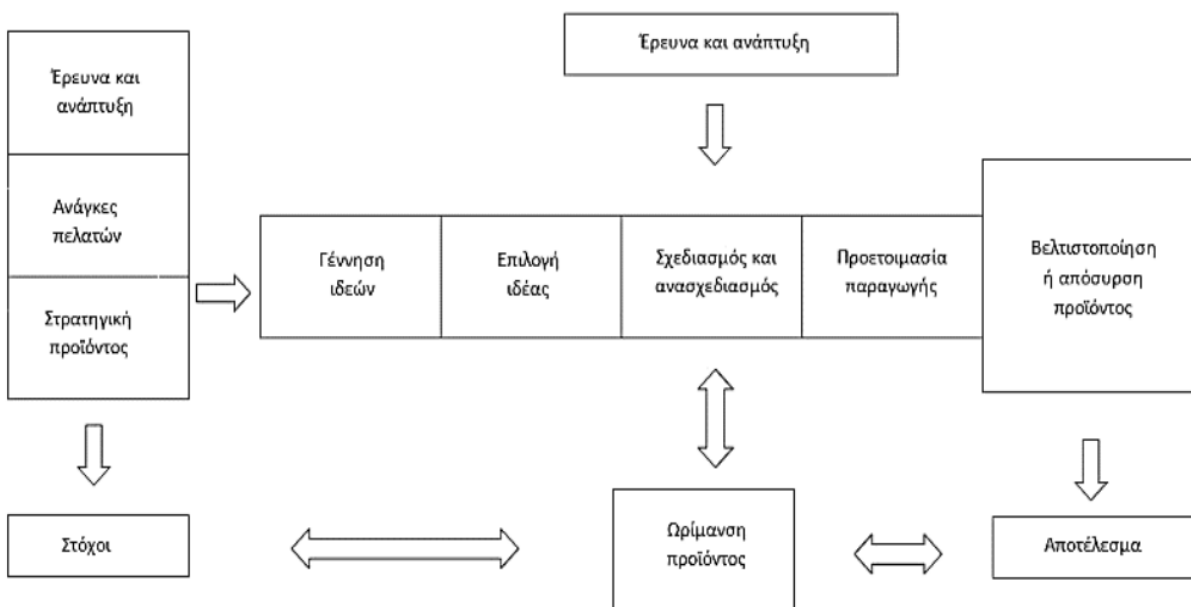 Έρευνα και
ανάπτυξη
Ανάγκες
πελατών
Στρατηγική
προϊόντος
Έρευνα και ανάπτυξη
Γέννηση
ιδεών
Επιλογή
ιδέας
Σχεδιασμός και
ανασχεδιασμός
Προετοιμασία
παραγωγής
Βελτιστοποίηση
ή απόσυρση
προϊόντος
Στόχοι
Ωρίμανση
προϊόντος
Αποτέλεσμα